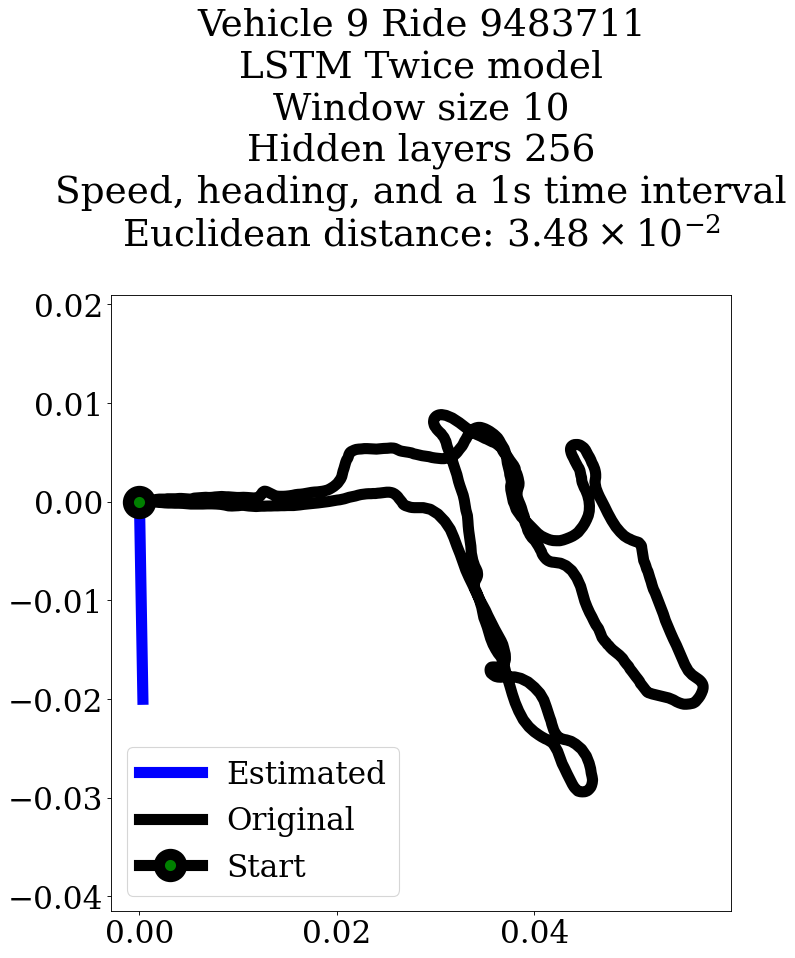 Vehicle 9 Ride 9483711
LSTM Twice model
Window size 10
Hidden layers 256
Speed, heading, and a 1s time interval
Euclidean distance: 3.48 × 10⁻²
0.02
0.01
0.00
−0.01
−0.02
−0.03
−0.04
Estimated
Original
Start
0.00 0.02 0.04